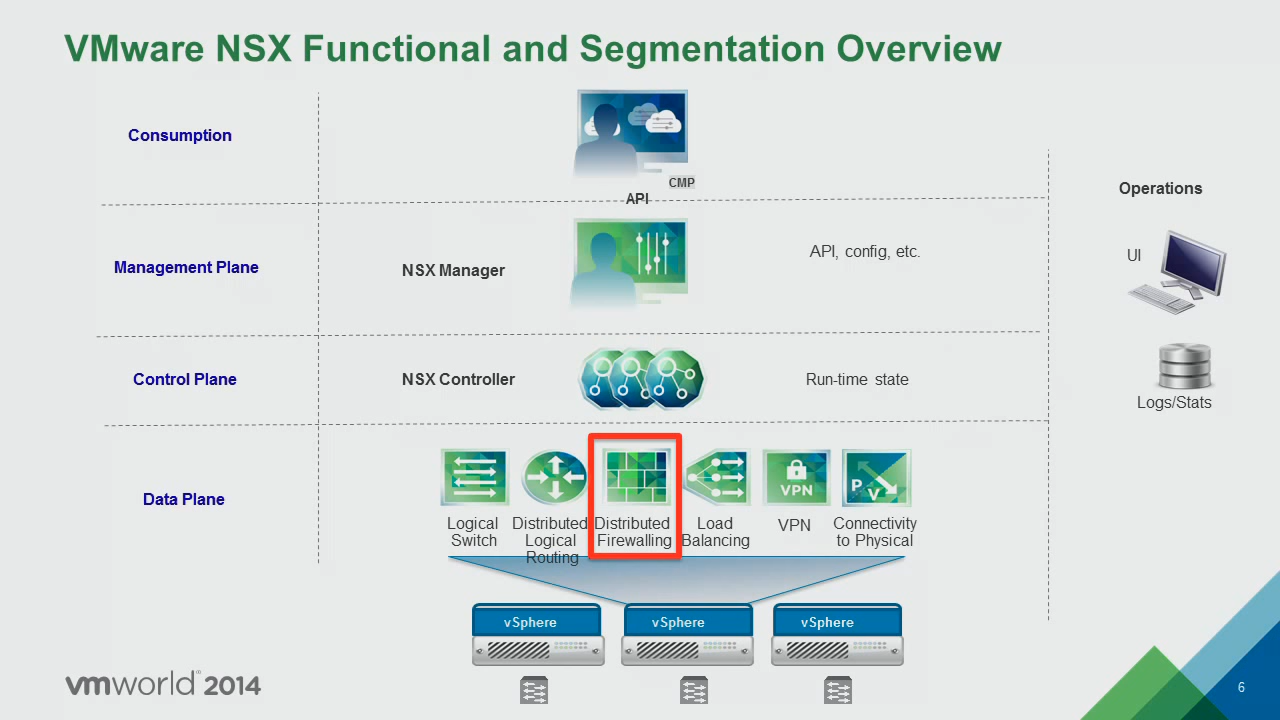 VMware NSX Functional and Segmentation Overview
Consumption
CMP
API
Operations
Management Plane
NSX Manager
API, config, etc.
UI
Control Plane
NSX Controller
Run-time state
Logs/Stats
Data Plane
VPN
P
V
Logical
Switch
Distributed
Logical
Routing
Distributed
Firewalling
Load
Balancing
VPN
Connectivity
to Physical
vSphere
vSphere
vSphere
vmworld® 2014
6